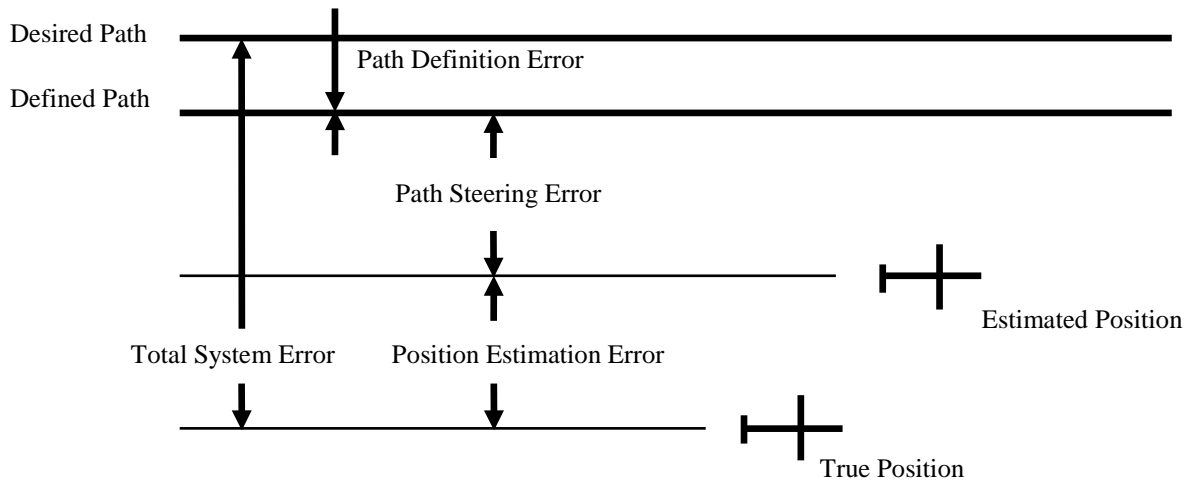 Desired Path
Path Definition Error
Defined Path
Path Steering Error
Estimated Position
Total System Error
Position Estimation Error
True Position